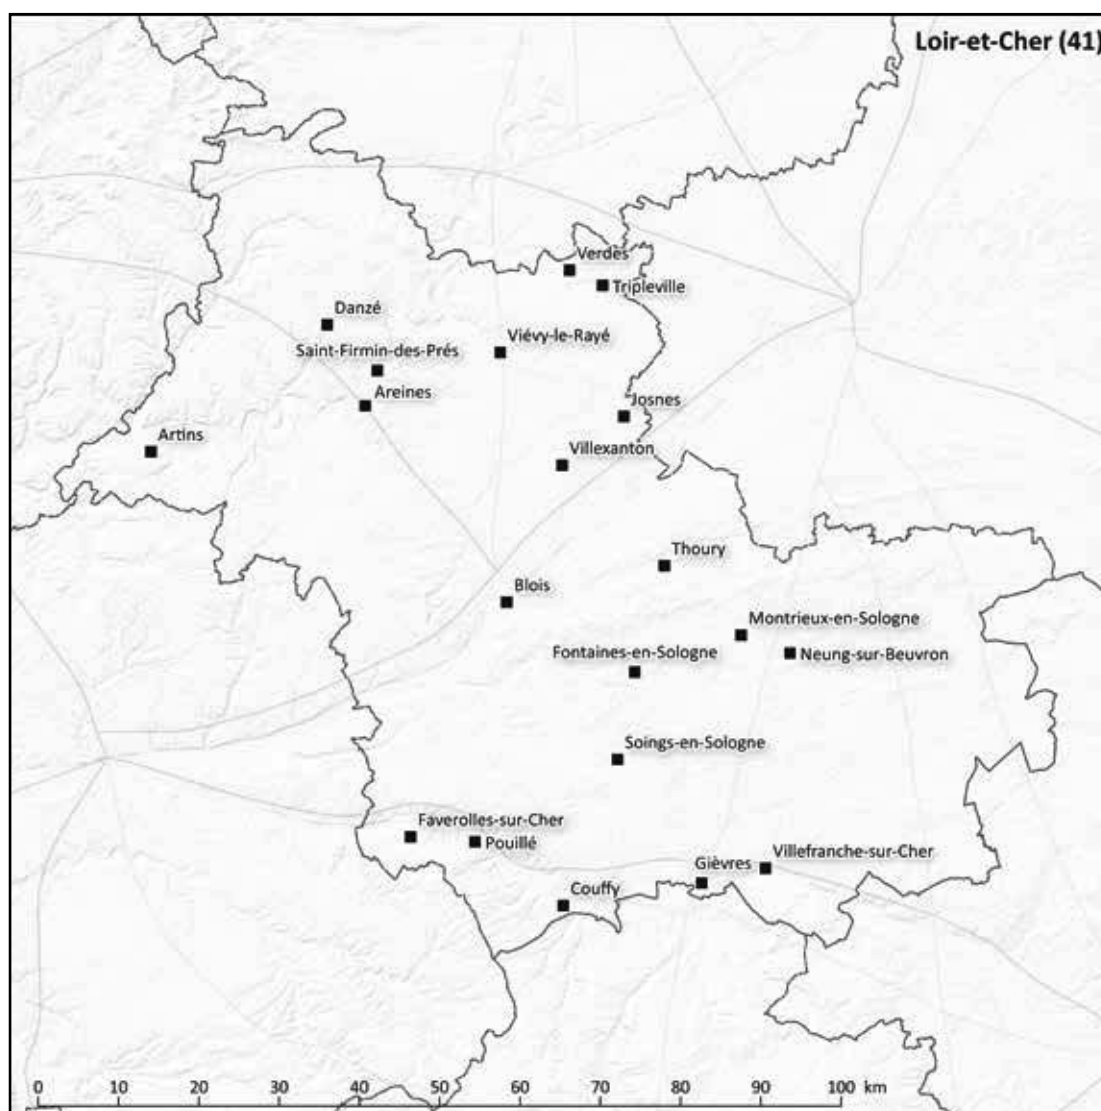 Loir-et-Cher (41)
Verdes
Tripleville
Danzé
Viévy-le-Rayé
Saint-Firmin-des-Prés
Areines
Josnes
Artins
Villexanton
Thoury
Blois
Montrieux-en-Sologne
Fontaines-en-Sologne
Neung-sur-Beuvron
Soings-en-Sologne
Faverolles-sur-Cher
Pouillé
Villefranche-sur-Cher
Gièvres
Couffy
0 10 20 30 40 50 60 70 80 90 100 km